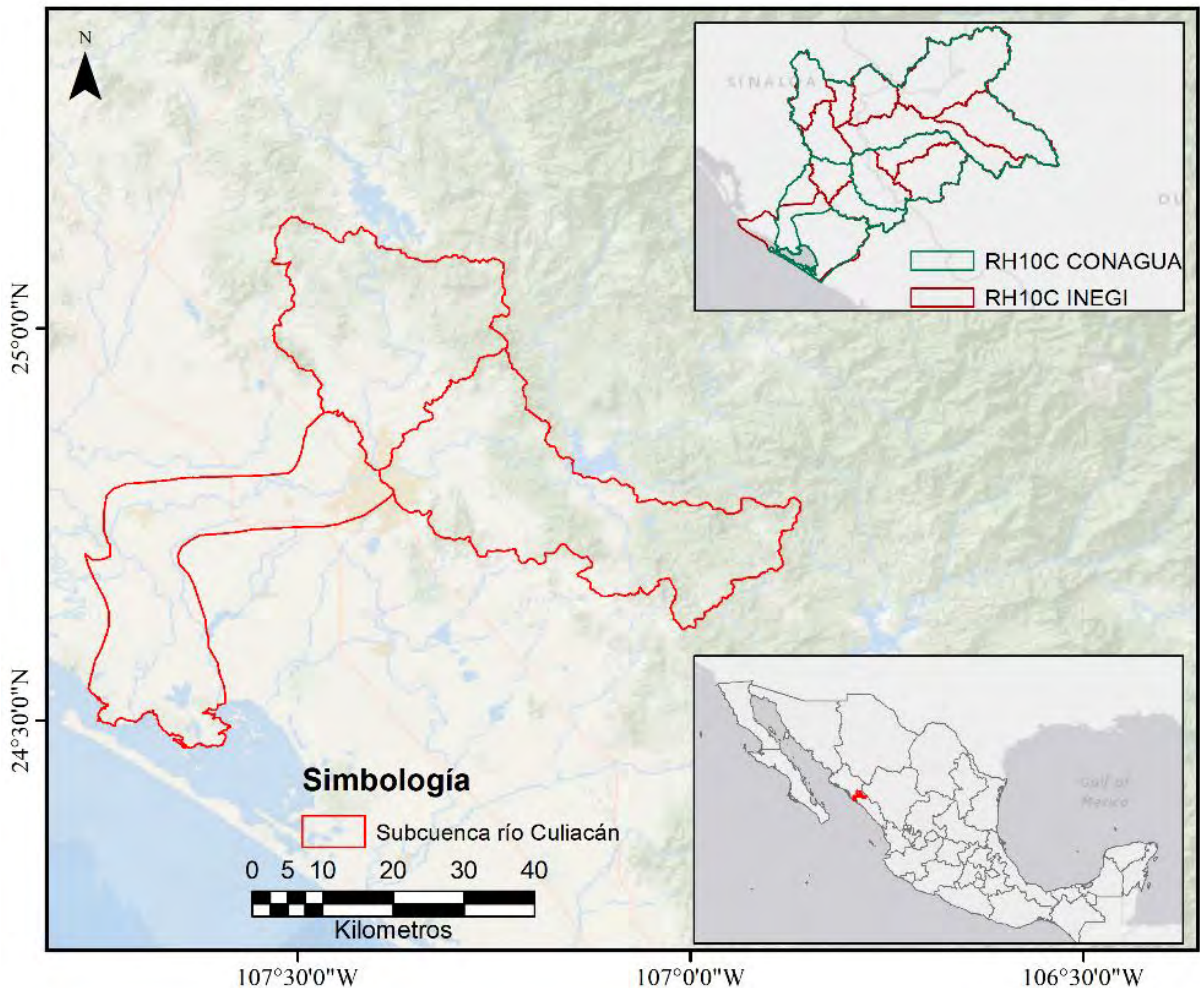 N
SINALOA
DU
RH10C CONAGUA
RH10C INEGI
25°0'0"N
24°30'0"N
Simbología
Subcuenca río Culiacán
0 5 10 20 30 40
Kilometros
Gulf of
Mexico
107°30'0"W 107°0'0"W 106°30'0"W